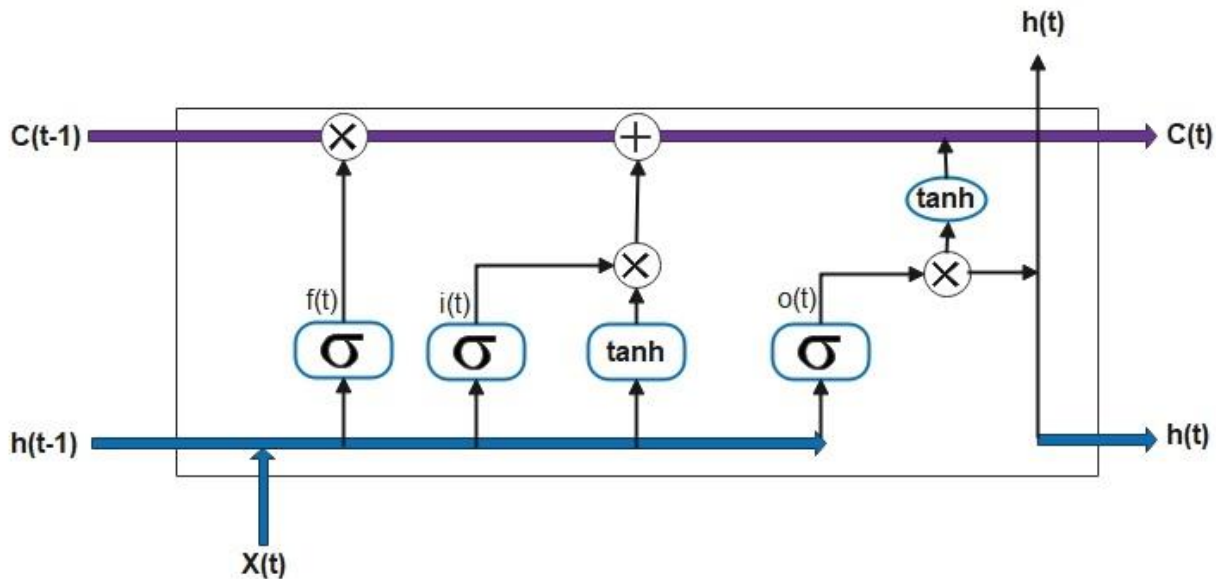 h(t)
C(t-1)
×
+
C(t)
tanh
×
×
f(t)
i(t)
o(t)
σ
σ
tanh
σ
h(t-1)
h(t)
X(t)